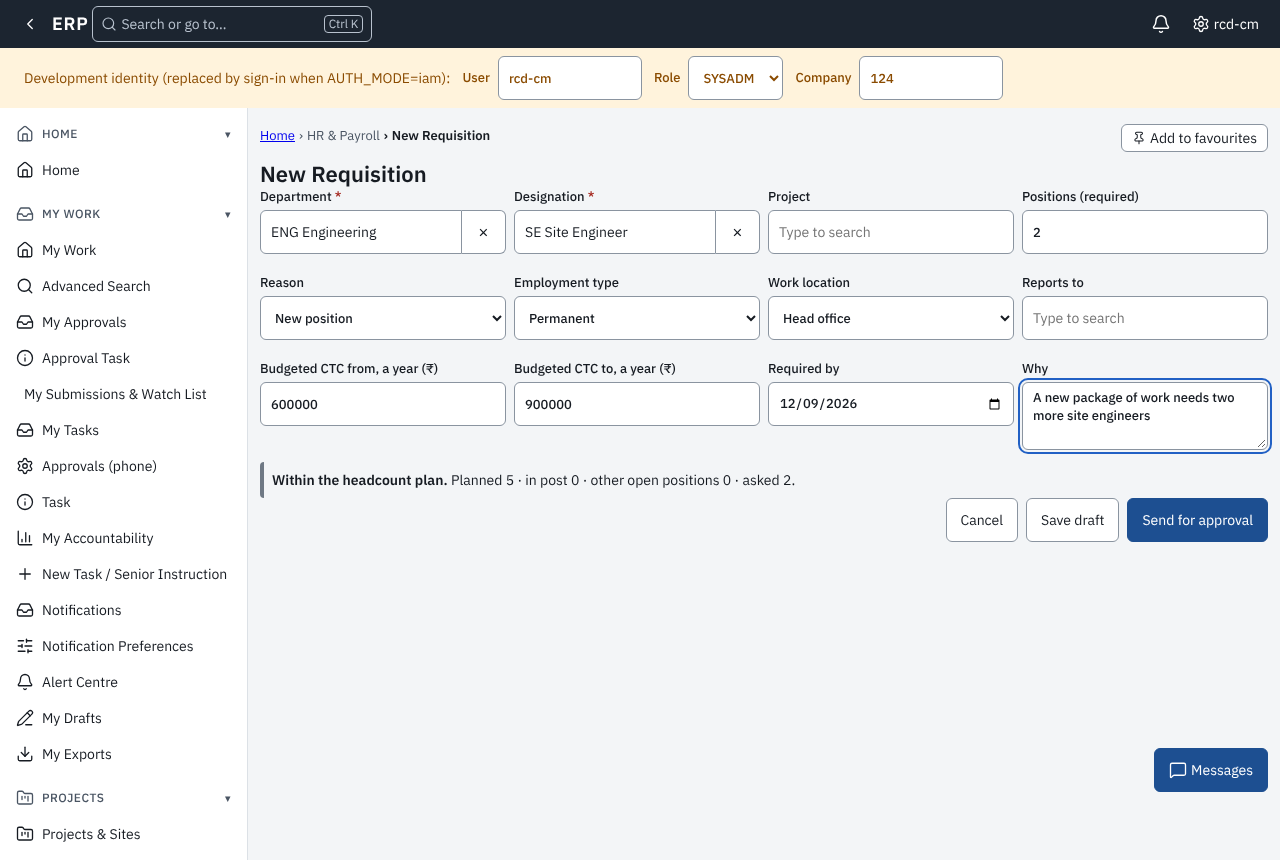 ERP
Search or go to...
Ctrl K
rcd-cm
Development identity (replaced by sign-in when AUTH_MODE=iam): User rcd-cm Role SYSADM Company 124
HOME
Home
MY WORK
My Work
Advanced Search
My Approvals
Approval Task
My Submissions & Watch List
My Tasks
Approvals (phone)
Task
My Accountability
New Task / Senior Instruction
Notifications
Notification Preferences
Alert Centre
My Drafts
My Exports
PROJECTS
Projects & Sites
Home › HR & Payroll › New Requisition
Add to favourites
New Requisition
Department * Designation * Project Positions (required)
ENG Engineering × SE Site Engineer × Type to search 2
Reason Employment type Work location Reports to
New position Permanent Head office Type to search
Budgeted CTC from, a year (₹) Budgeted CTC to, a year (₹) Required by Why
600000 900000 12/09/2026 A new package of work needs two
more site engineers
Within the headcount plan. Planned 5 · in post 0 · other open positions 0 · asked 2.
Cancel Save draft Send for approval
Messages